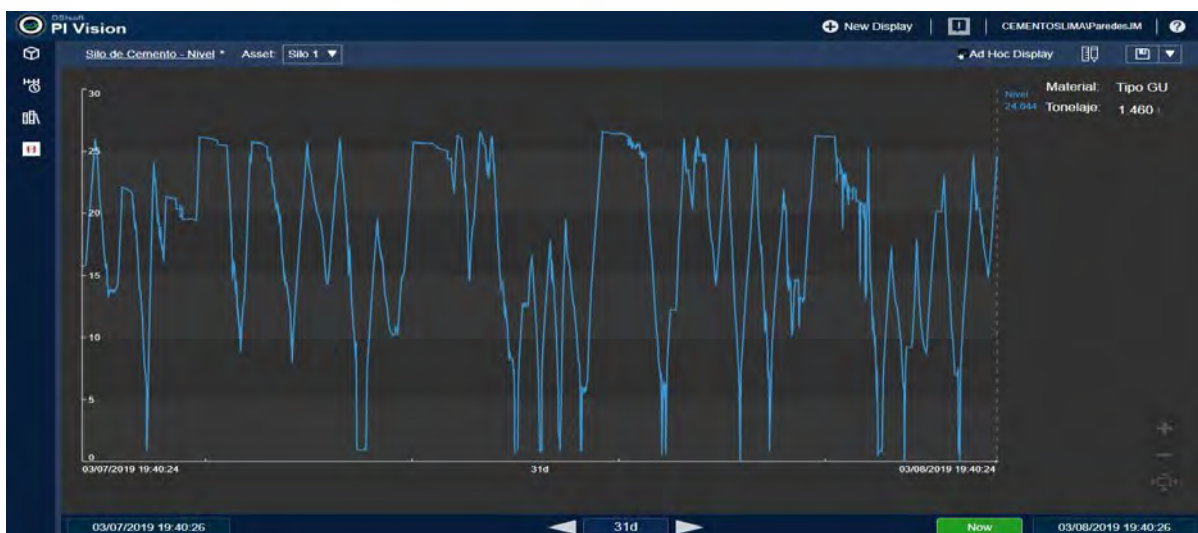 OSIsoft
PI Vision
New Display
CEMENTOSLIMA\ParedesJM
?
Silo de Cemento - Nivel *
Asset:
Silo 1
Ad Hoc Display
Nivel
24.644
Material: Tipo GU
Tonelaje: 1 460
30
25
20
15
10
5
0
03/07/2019 19:40:24
31d
03/08/2019 19:40:24
03/07/2019 19:40:26
31d
Now
03/08/2019 19:40:26